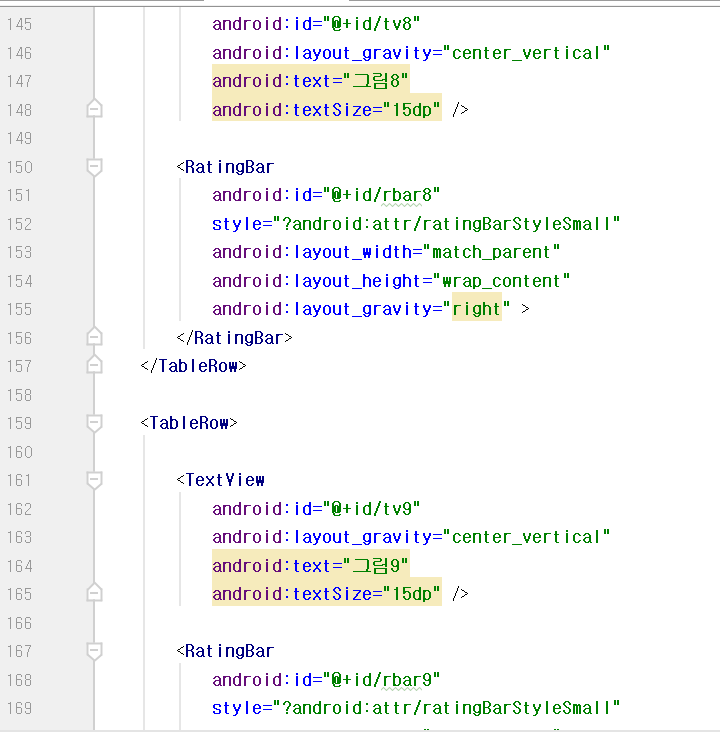 145 android:id="@+id/tv8"
146 android:layout_gravity="center_vertical"
147 android:text="그림8"
148 android:textSize="15dp" />
149
150 <RatingBar
151 android:id="@+id/rbar8"
152 style="?android:attr/ratingBarStyleSmall"
153 android:layout_width="match_parent"
154 android:layout_height="wrap_content"
155 android:layout_gravity="right" >
156 </RatingBar>
157 </TableRow>
158
159 <TableRow>
160
161 <TextView
162 android:id="@+id/tv9"
163 android:layout_gravity="center_vertical"
164 android:text="그림9"
165 android:textSize="15dp" />
166
167 <RatingBar
168 android:id="@+id/rbar9"
169 style="?android:attr/ratingBarStyleSmall"